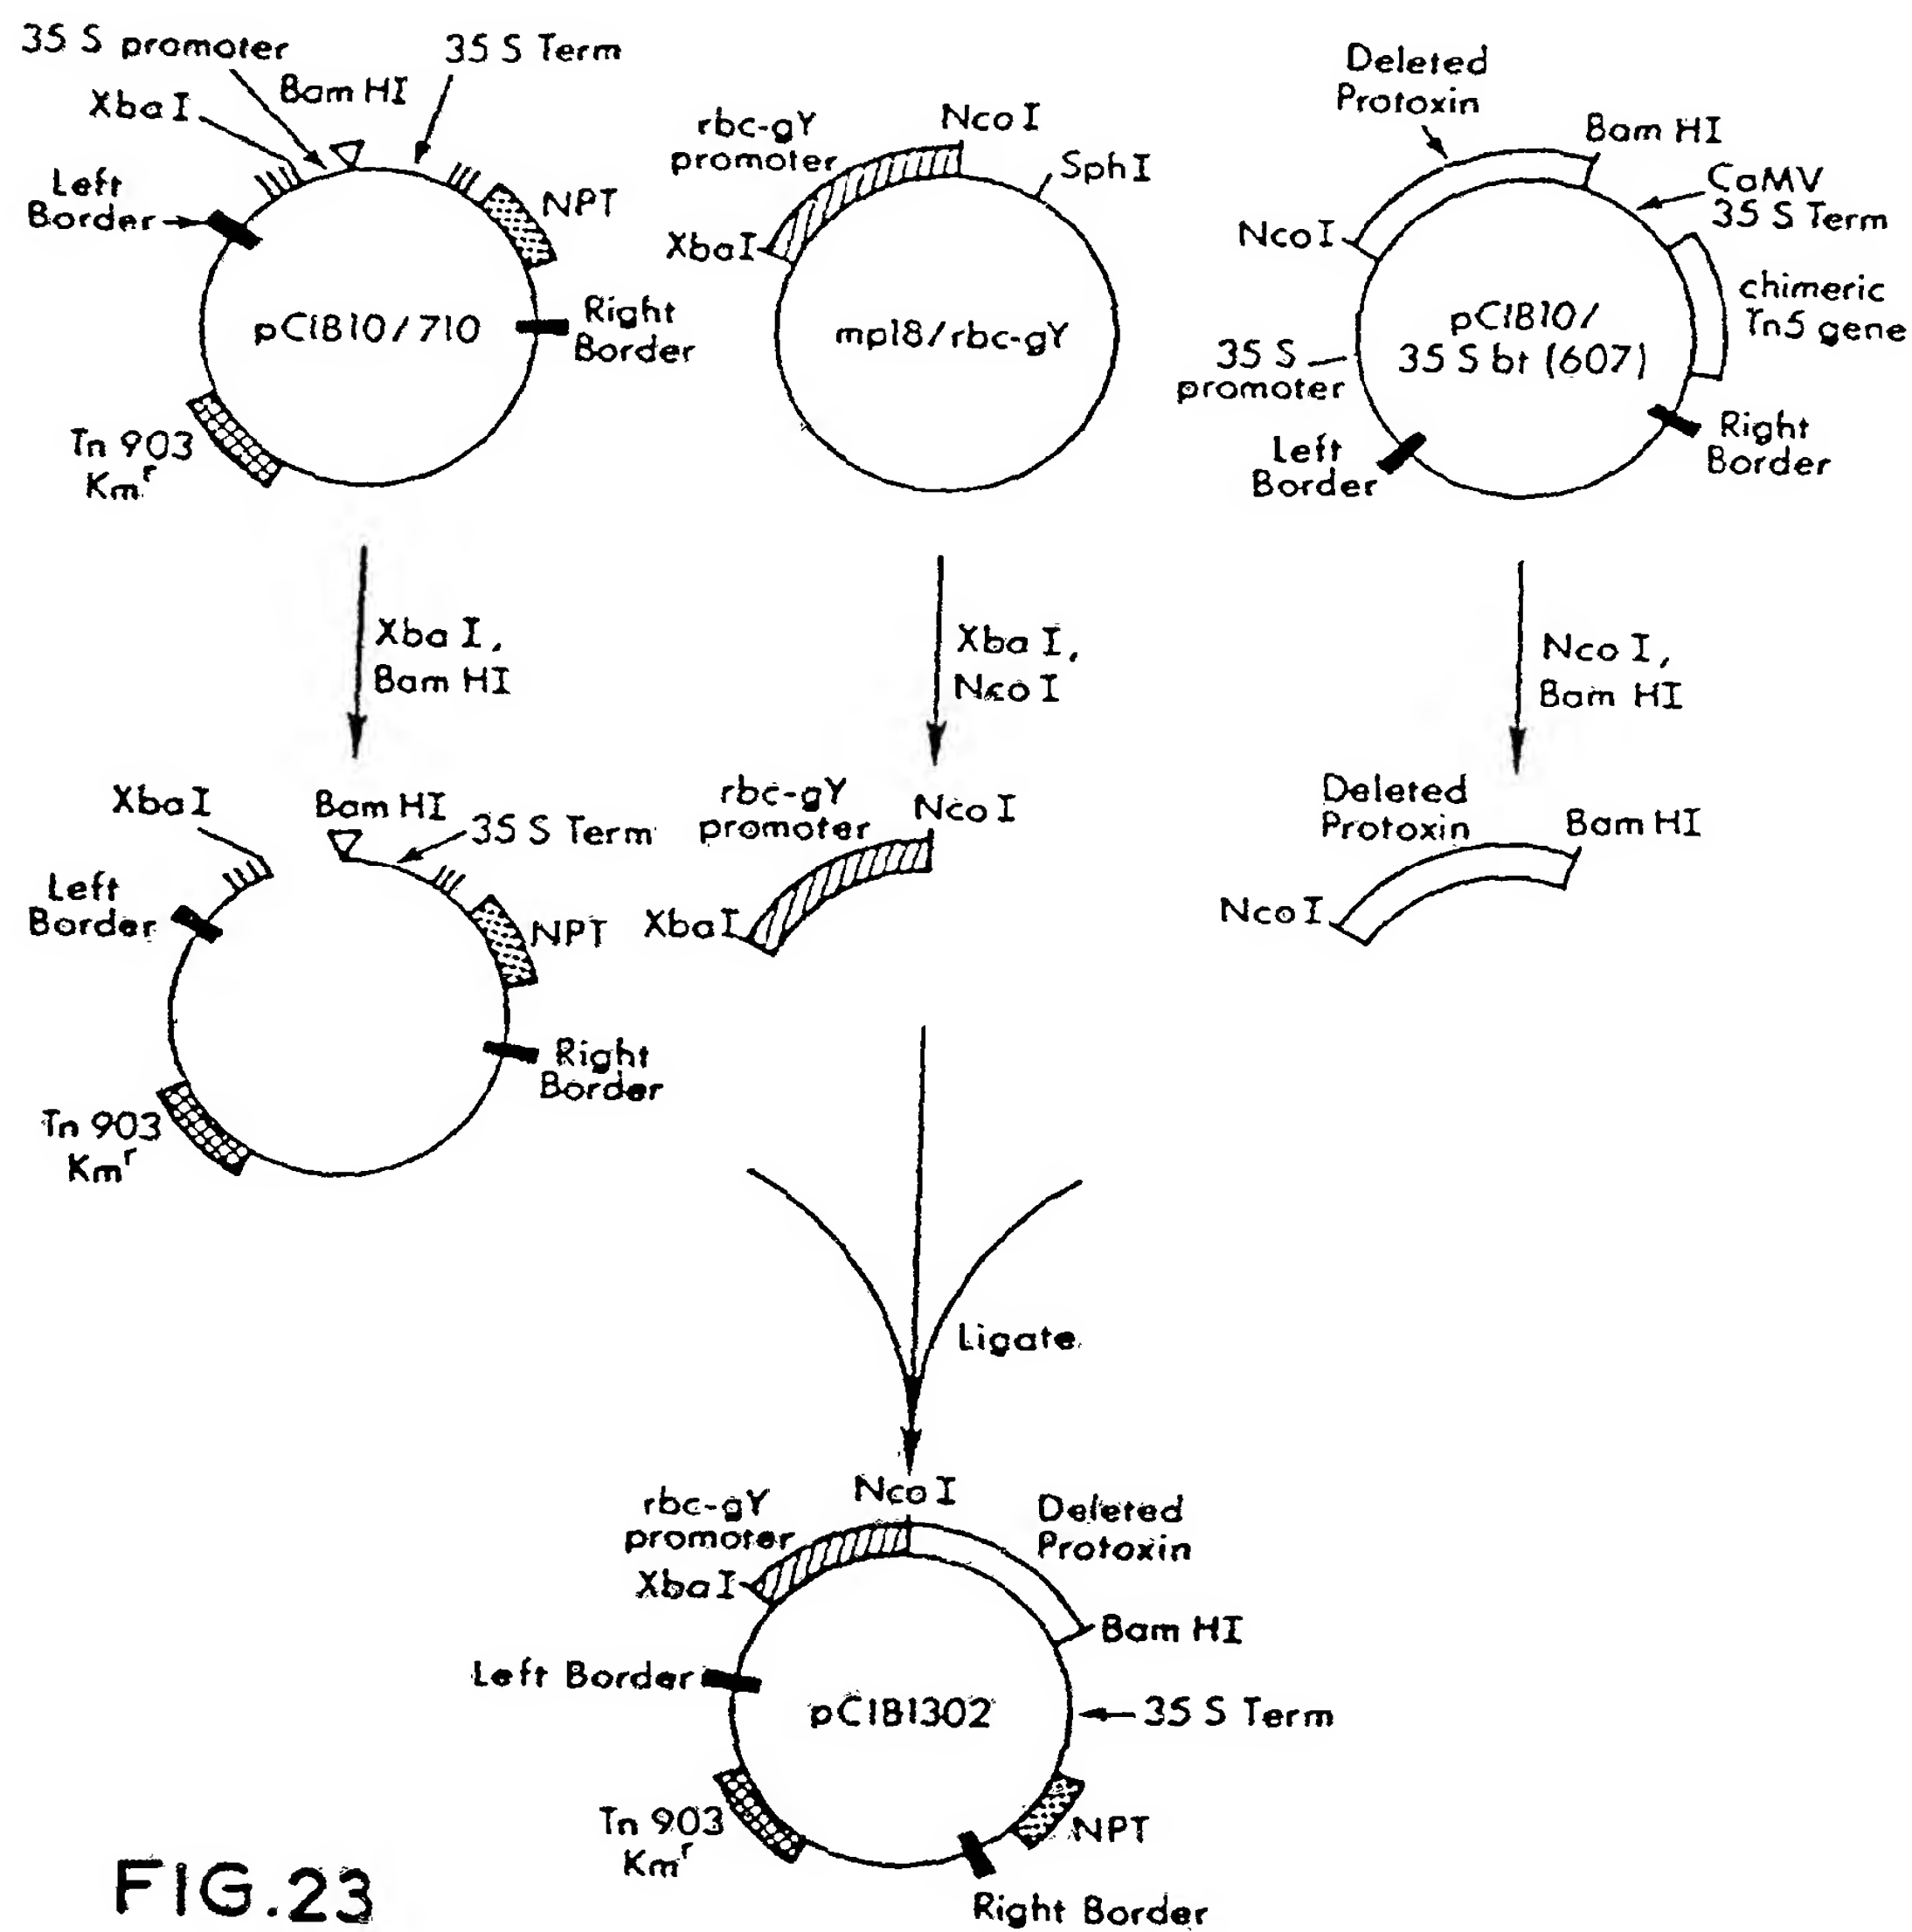 35 S promoter
35 S Term
Bam HI
Xba I
Left
Border
NPT
pCIB10/710
Right
Border
Tn 903
Kmr
rbc-gY
promoter
Nco I
Sph I
Xba I
mp18/rbc-gY
Deleted
Protoxin
Bam HI
CaMV
35 S Term
Nco I
chimeric
Tn5 gene
pCIB10/
35 S bt (607)
35 S
promoter
Left
Border
Right
Border
Xba I,
Bam HI
Xba I,
Nco I
Nco I,
Bam HI
Xba I
Bam HI
35 S Term
Left
Border
NPT
Right
Border
Tn 903
Kmr
rbc-gY
promoter
Nco I
Xba I
Deleted
Protoxin
Bam HI
Nco I
Ligate
rbc-gY
promoter
Nco I
Deleted
Protoxin
Xba I
Bam HI
Left Border
pCIB1302
35 S Term
Tn 903
Kmr
NPT
Right Border
FIG.23